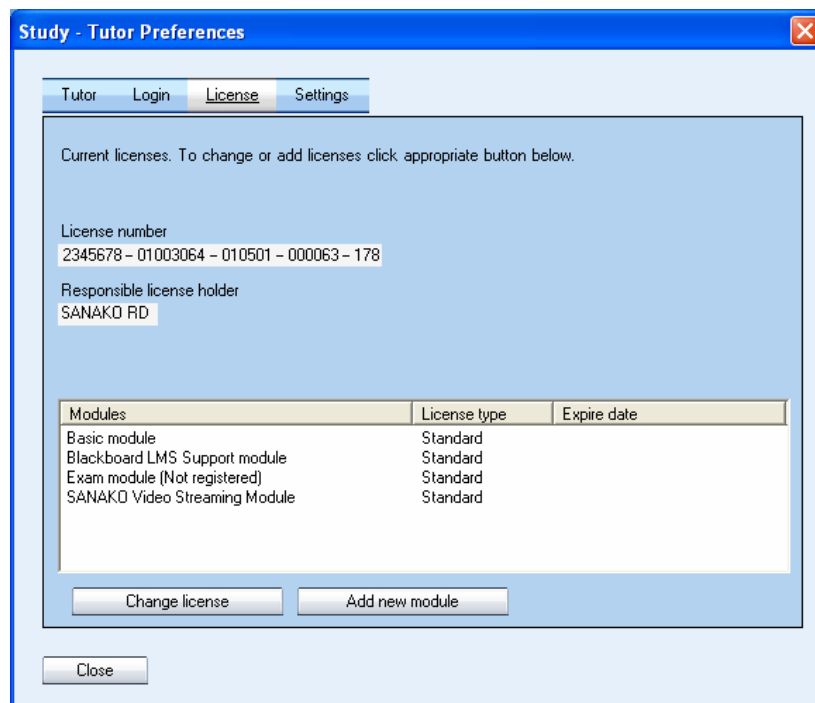 Study - Tutor Preferences
Tutor Login License Settings
Current licenses. To change or add licenses click appropriate button below.
License number
2345678 – 01003064 – 010501 – 000063 – 178
Responsible license holder
SANAKO RD
Modules License type Expire date
Basic module Standard
Blackboard LMS Support module Standard
Exam module (Not registered) Standard
SANAKO Video Streaming Module Standard
Change license Add new module
Close